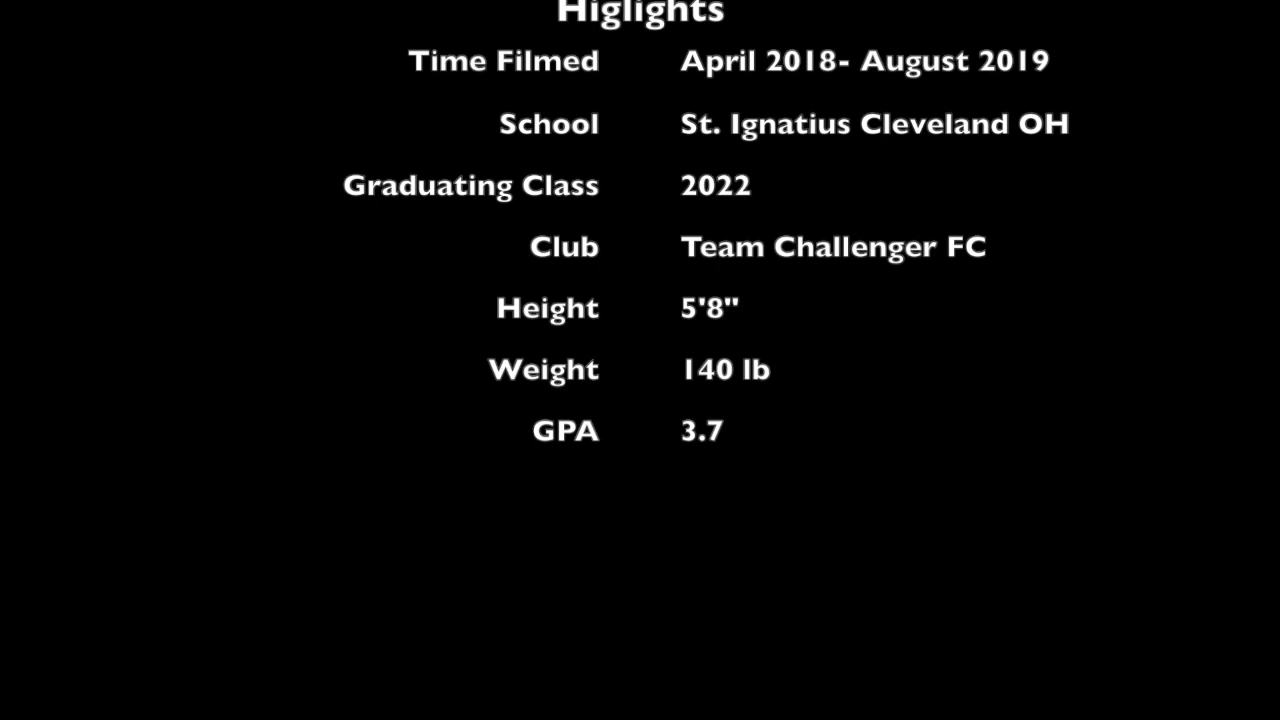 Higlights
Time Filmed April 2018- August 2019
School St. Ignatius Cleveland OH
Graduating Class 2022
Club Team Challenger FC
Height 5'8"
Weight 140 lb
GPA 3.7